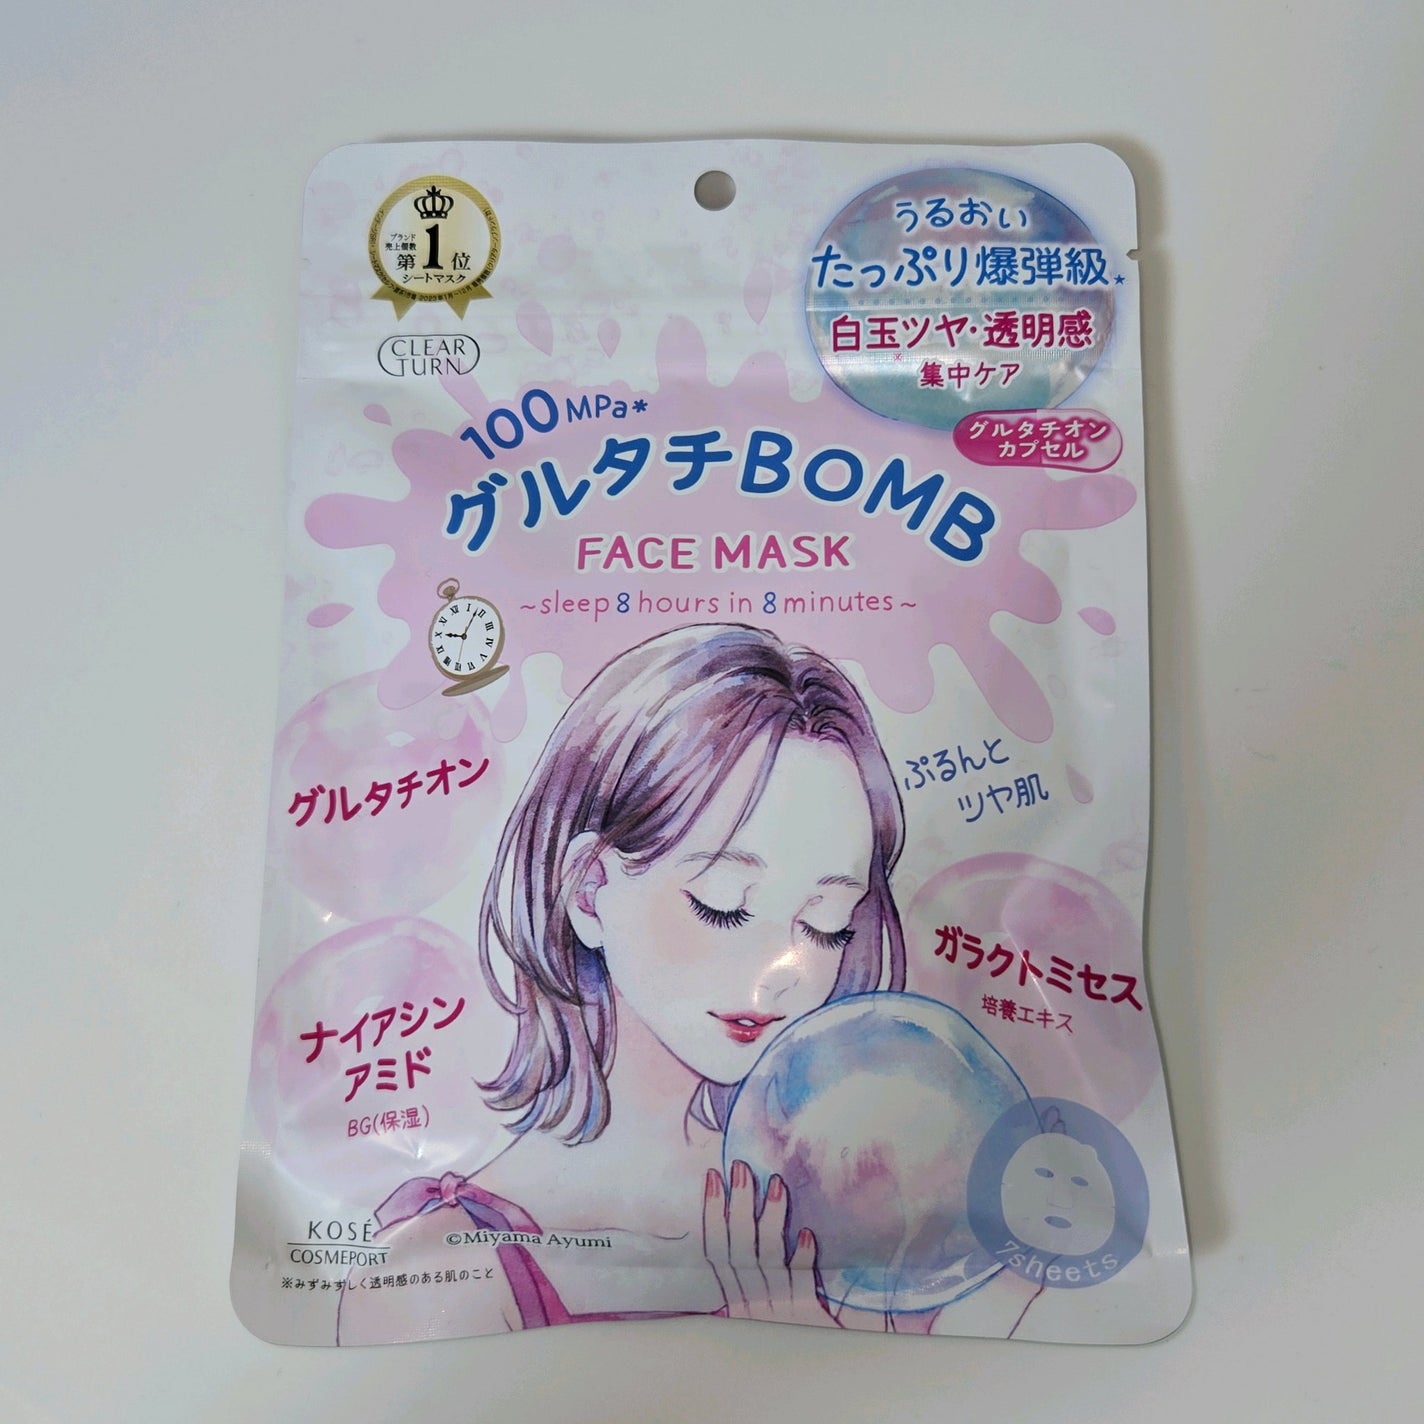 ブランド
売上個数
第1位
シートマスク
CLEAR
TURN
うるおい
たっぷり爆弾級★
白玉ツヤ・透明感
※
集中ケア
グルタチオン
カプセル
100MPa*
グルタチBOMB
FACE MASK
~sleep 8 hours in 8 minutes~
グルタチオン
ぷるんと
ツヤ肌
ガラクトミセス
培養エキス
ナイアシン
アミド
BG(保湿)
KOSÉ
COSMEPORT
©Miyama Ayumi
7sheets
※みずみずしく透明感のある肌のこと